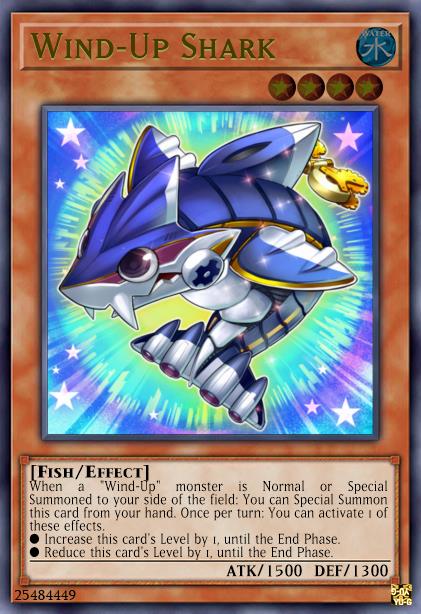 WIND-UP SHARK
WATER
水
[FISH/EFFECT]
When a "Wind-Up" monster is Normal or Special
Summoned to your side of the field: You can Special Summon
this card from your hand. Once per turn: You can activate 1 of
these effects.
● Increase this card's Level by 1, until the End Phase.
● Reduce this card's Level by 1, until the End Phase.
ATK/1500 DEF/1300
25484449